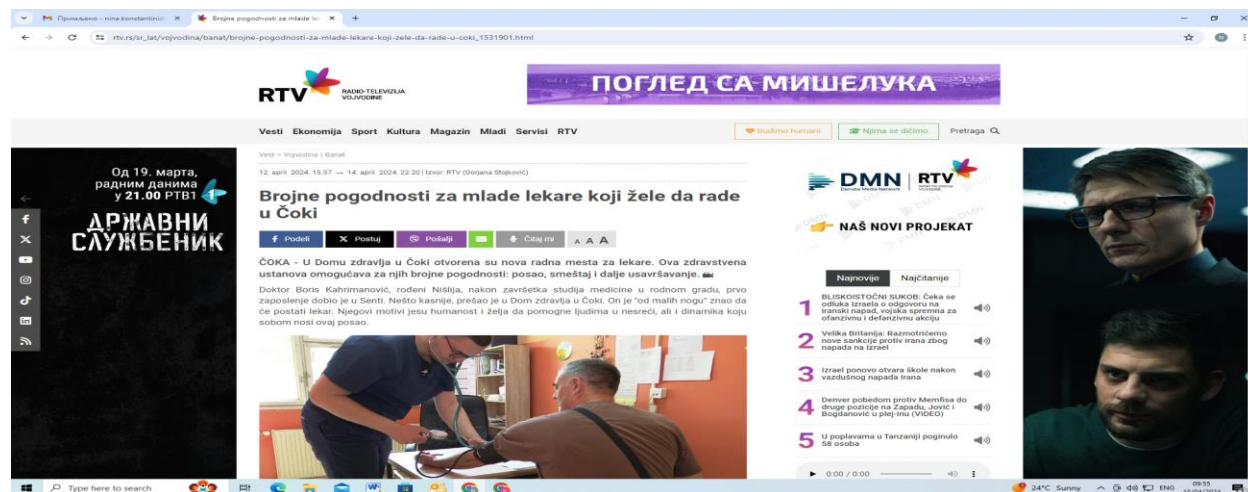 Примљено - nina.konstantinic
Brojne pogodnosti za mlade le
rtv.rs/sr_lat/vojvodina/banat/brojne-pogodnosti-za-mlade-lekare-koji-zele-da-rade-u-coki_1531901.html
N
RTV
RADIO-TELEVIZIJA
VOJVODINE
ПОГЛЕД СА МИШЕЛУКА
Vesti Ekonomija Sport Kultura Magazin Mladi Servisi RTV
Budimo humani
Njima se dičimo
Pretraga
Vesti > Vojvodina | Banat
12. april 2024. 15.57 → 14. april 2024. 22.20 | Izvor: RTV (Gorjana Stojković)
Brojne pogodnosti za mlade lekare koji žele da rade
u Čoki
Podeli
Postuj
Pošalji
Čitaj mi
A A A
ČOKA - U Domu zdravlja u Čoki otvorena su nova radna mesta za lekare. Ova zdravstvena
ustanova omogućava za njih brojne pogodnosti: posao, smeštaj i dalje usavršavanje.
Doktor Boris Kahrimanović, rođeni Nišlija, nakon završetka studija medicine u rodnom gradu, prvo
zaposlenje dobio je u Senti. Nešto kasnije, prešao je u Dom zdravlja u Čoki. On je "od malih nogu" znao da
će postati lekar. Njegovi motivi jesu humanost i želja da pomogne ljudima u nesreći, ali i dinamika koju
sobom nosi ovaj posao.
Од 19. марта,
радним данима
у 21.00 РТВ1
ДРЖАВНИ
СЛУЖБЕНИК
DMN
Danube Media Network
RTV
NAŠ NOVI PROJEKAT
Najnovije
Najčitanije
1 BLISKOISTOČNI SUKOB: Čeka se
odluka Izraela o odgovoru na
iranski napad, vojska spremna za
ofanzivnu i defanzivnu akciju
2 Velika Britanija: Razmotrićemo
nove sankcije protiv Irana zbog
napada na Izrael
3 Izrael ponovo otvara škole nakon
vazdušnog napada Irana
4 Denver pobedom protiv Memfisa do
druge pozicije na Zapadu, Jović i
Bogdanović u plej-inu (VIDEO)
5 U poplavama u Tanzaniji poginulo
58 osoba
0:00 / 0:00
Type here to search
24°C Sunny
ENG
09:55
15/04/2024